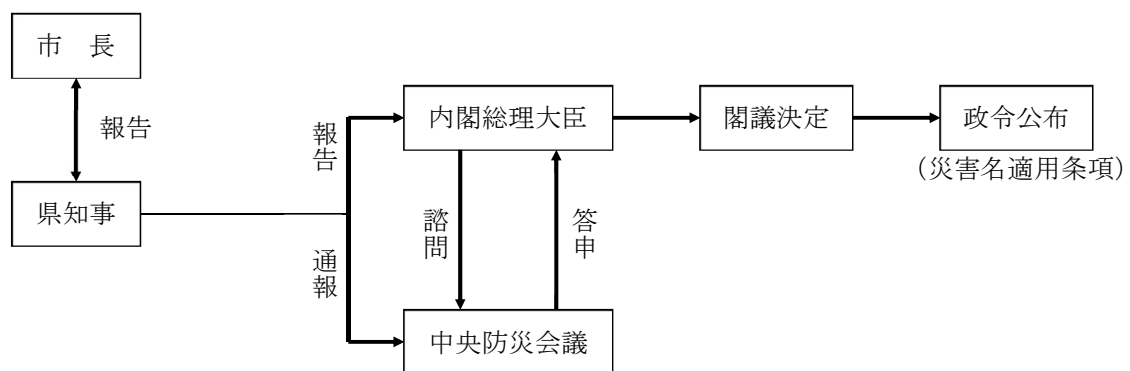 市　長
報告
県知事
報告
通報
内閣総理大臣
諮問
答申
中央防災会議
閣議決定
政令公布
（災害名適用条項）